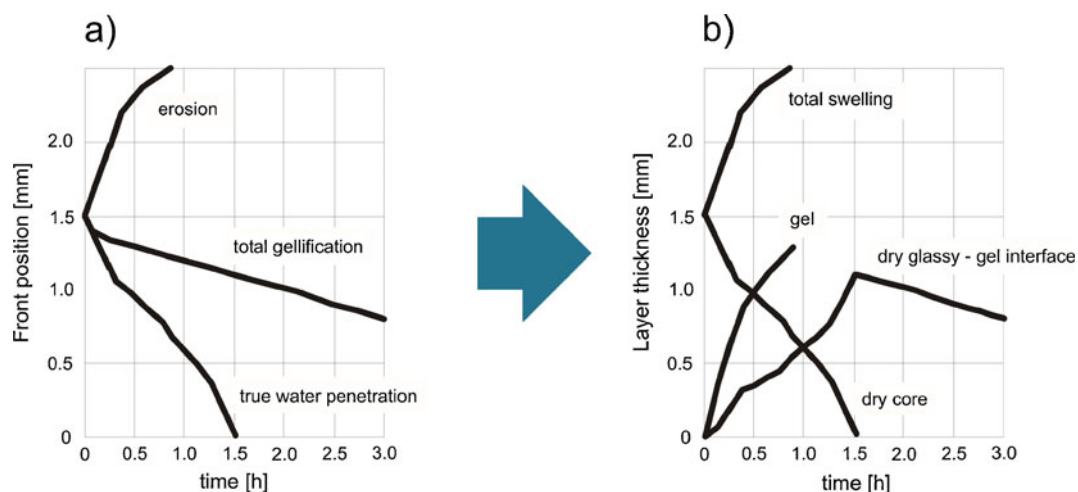 a)
erosion
total gellification
true water penetration
Front position [mm]
2.0
1.5
1.0
0.5
0
0 0.5 1.0 1.5 2.0 2.5 3.0
time [h]
b)
total swelling
gel
dry glassy - gel interface
dry core
Layer thickness [mm]
2.0
1.5
1.0
0.5
0
0 0.5 1.0 1.5 2.0 2.5 3.0
time [h]